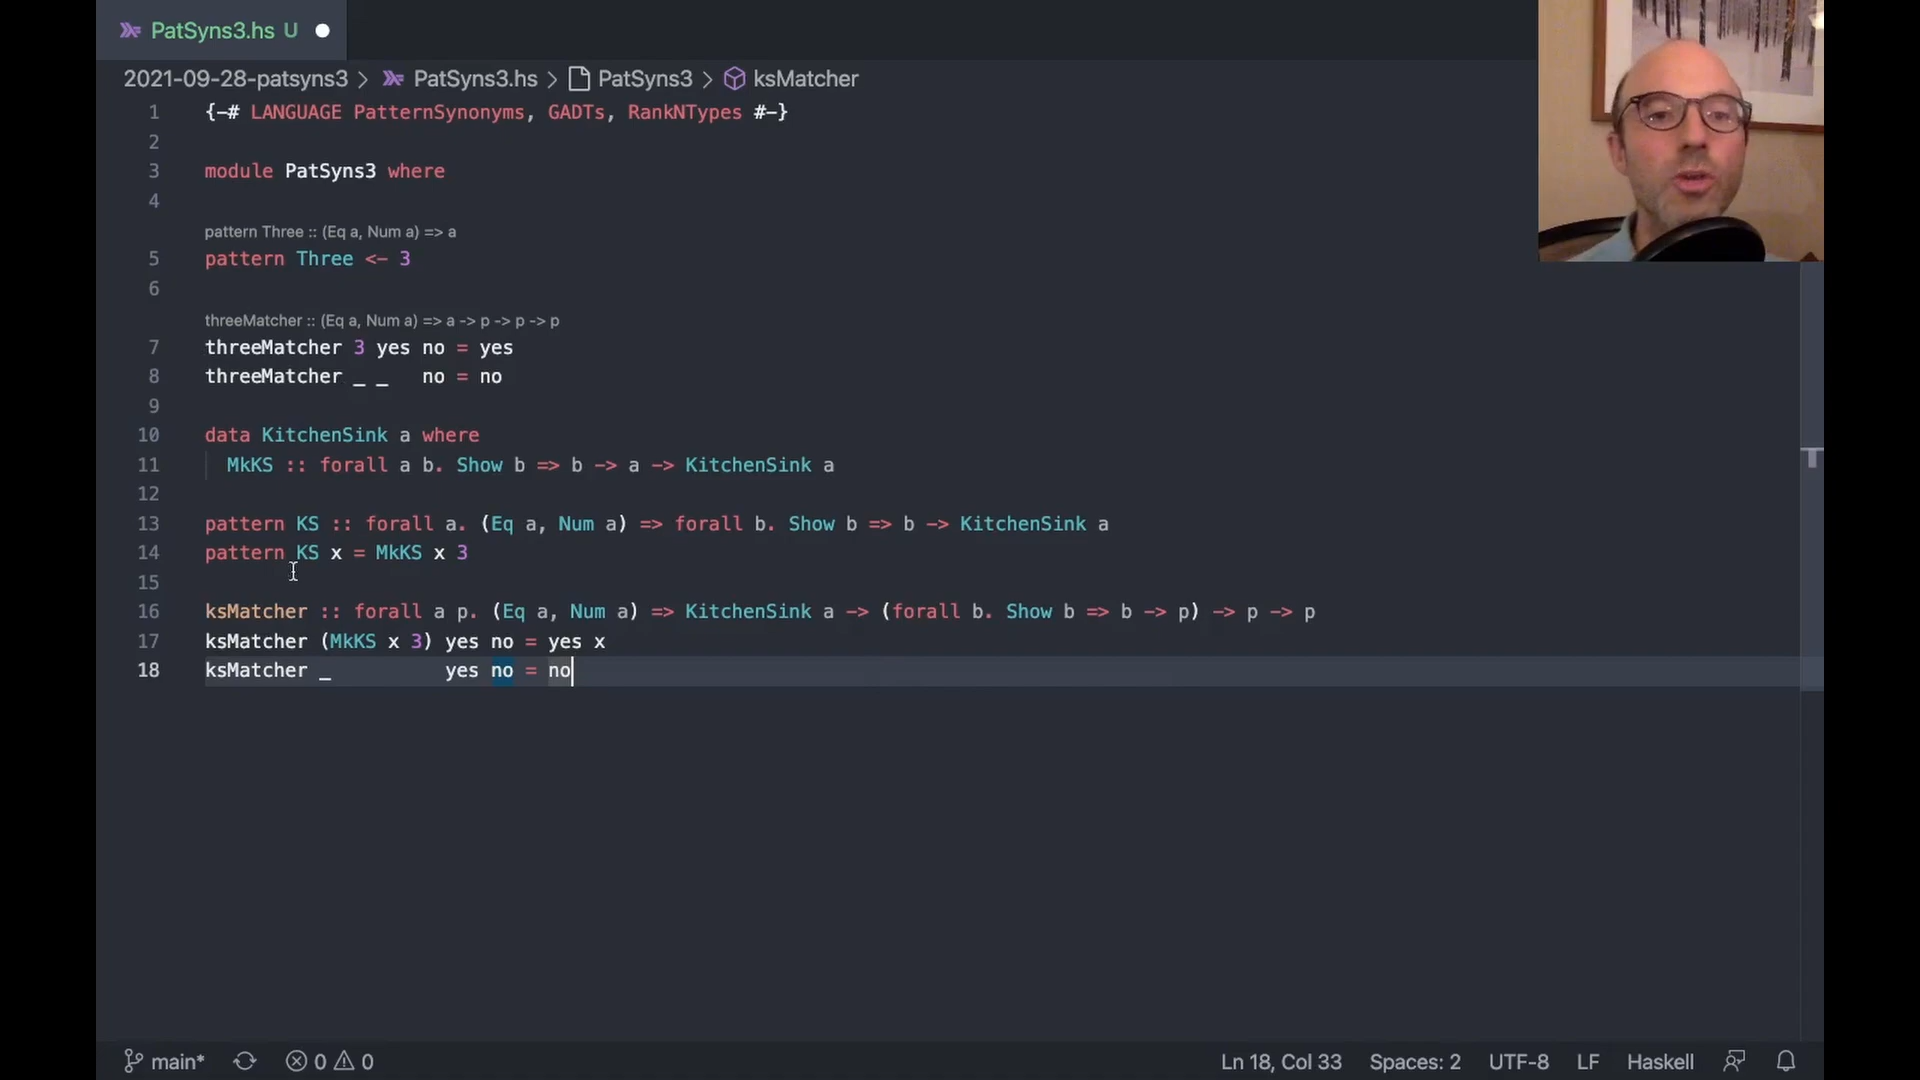 PatSyns3.hs U
2021-09-28-patsyns3 > PatSyns3.hs > PatSyns3 > ksMatcher
1 {-# LANGUAGE PatternSynonyms, GADTs, RankNTypes #-}
2
3 module PatSyns3 where
4
pattern Three :: (Eq a, Num a) => a
5 pattern Three <- 3
6
threeMatcher :: (Eq a, Num a) => a -> p -> p -> p
7 threeMatcher 3 yes no = yes
8 threeMatcher _ _   no = no
9
10 data KitchenSink a where
11   MkKS :: forall a b. Show b => b -> a -> KitchenSink a
12
13 pattern KS :: forall a. (Eq a, Num a) => forall b. Show b => b -> KitchenSink a
14 pattern KS x = MkKS x 3
15
16 ksMatcher :: forall a p. (Eq a, Num a) => KitchenSink a -> (forall b. Show b => b -> p) -> p -> p
17 ksMatcher (MkKS x 3) yes no = yes x
18 ksMatcher _          yes no = no
main* 0 0 Ln 18, Col 33 Spaces: 2 UTF-8 LF Haskell